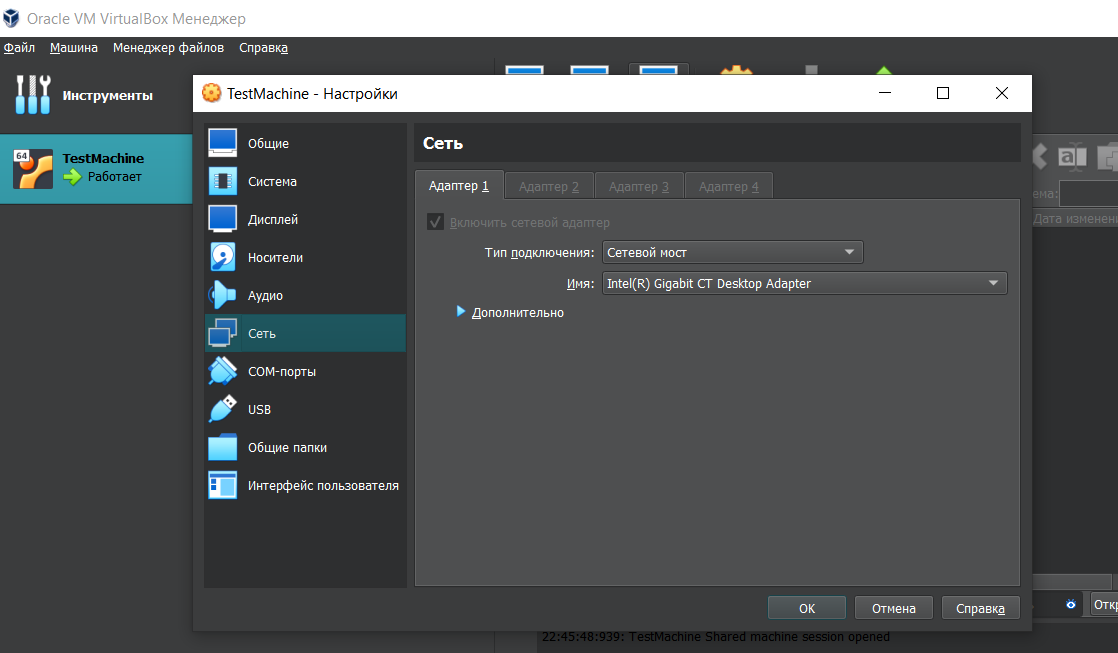 Oracle VM VirtualBox Менеджер
Файл Машина Менеджер файлов Справка
Инструменты
64
TestMachine
Работает
TestMachine - Настройки
Общие
Система
Дисплей
Носители
Аудио
Сеть
COM-порты
USB
Общие папки
Интерфейс пользователя
Сеть
Адаптер 1 Адаптер 2 Адаптер 3 Адаптер 4
Включить сетевой адаптер
Тип подключения: Сетевой мост
Имя: Intel(R) Gigabit CT Desktop Adapter
Дополнительно
OK Отмена Справка
a
ема:
Дата изменени
Откр
22:45:48:939: TestMachine Shared machine session opened